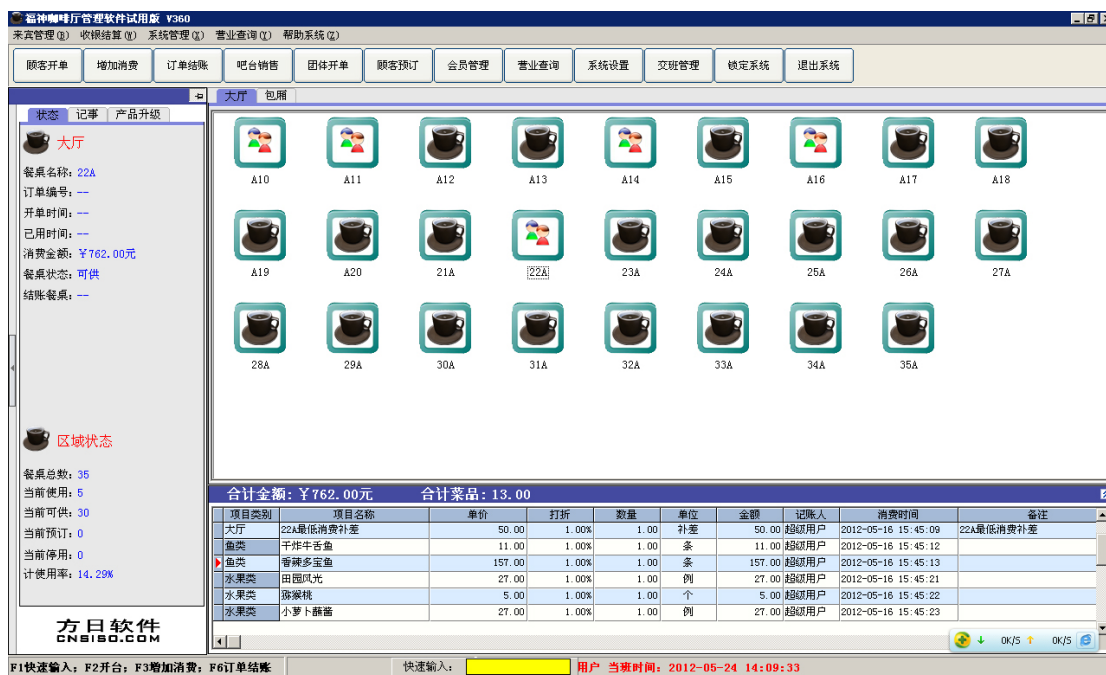 福神咖啡厅管理软件试用版 V360
来宾管理(U) 收银结算(W) 系统管理(X) 营业查询(Y) 帮助系统(Z)
顾客开单 增加消费 订单结账 吧台销售 团体开单 顾客预订 会员管理 营业查询 系统设置 交班管理 锁定系统 退出系统
大厅 包厢
状态 记事 产品升级
大厅
餐桌名称: 22A
订单编号: --
开单时间: --
已用时间: --
消费金额: ￥762.00元
餐桌状态: 可供
结账餐桌: --
A10 A11 A12 A13 A14 A15 A16 A17 A18
A19 A20 21A 22A 23A 24A 25A 26A 27A
28A 29A 30A 31A 32A 33A 34A 35A
区域状态
餐桌总数: 35
当前使用: 5
当前可供: 30
当前预订: 0
当前停用: 0
计使用率: 14.29%
方日软件
CNSISO.COM
合计金额: ￥762.00元 合计菜品: 13.00
项目类别 项目名称 单价 打折 数量 单位 金额 记账人 消费时间 备注
大厅 22A最低消费补差 50.00 1.00% 1.00 补差 50.00 超级用户 2012-05-16 15:45:09 22A最低消费补差
鱼类 干炸牛舌鱼 11.00 1.00% 1.00 条 11.00 超级用户 2012-05-16 15:45:12
鱼类 香辣多宝鱼 157.00 1.00% 1.00 条 157.00 超级用户 2012-05-16 15:45:13
水果类 田园风光 27.00 1.00% 1.00 例 27.00 超级用户 2012-05-16 15:45:21
水果类 猕猴桃 5.00 1.00% 1.00 个 5.00 超级用户 2012-05-16 15:45:22
水果类 小萝卜蘸酱 27.00 1.00% 1.00 例 27.00 超级用户 2012-05-16 15:45:23
0K/S 0K/S
F1快速输入; F2开台; F3增加消费; F6订单结账 快速输入: 用户 当班时间: 2012-05-24 14:09:33